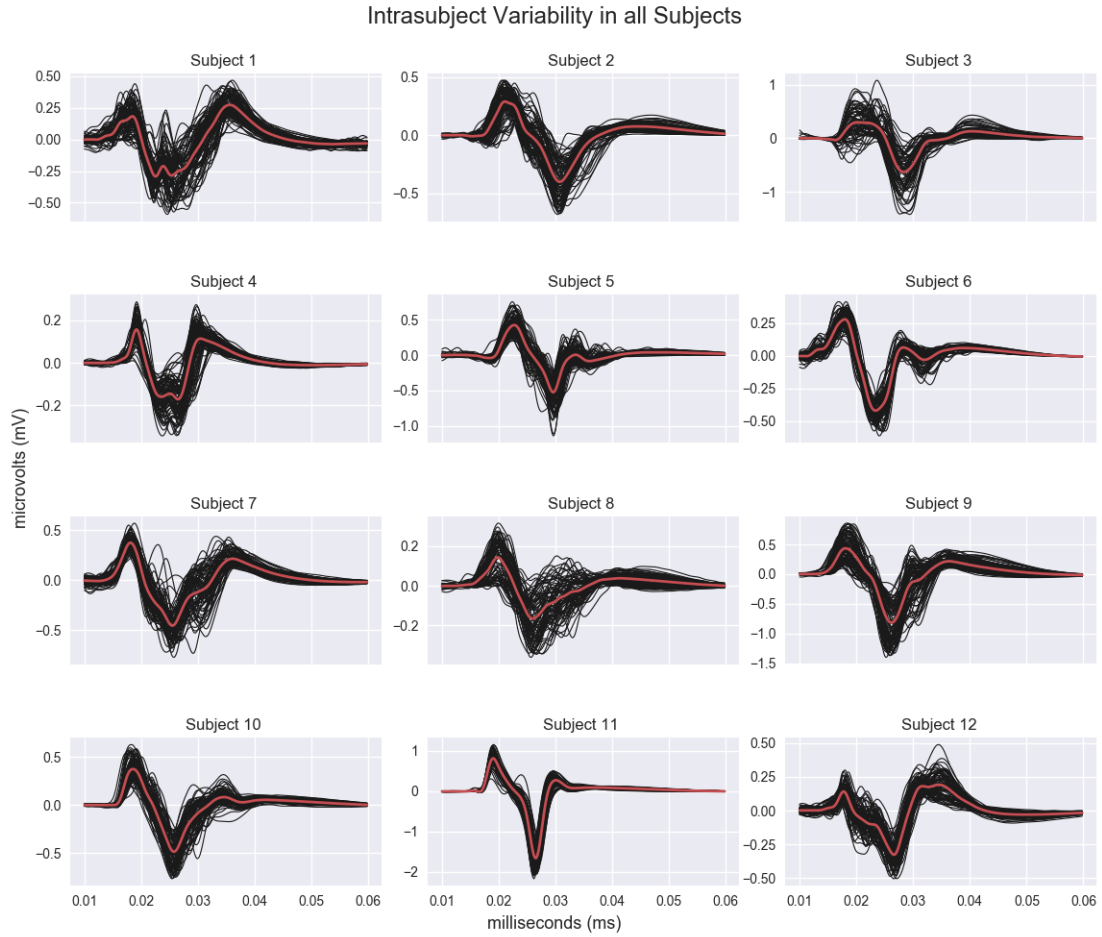 Intrasubject Variability in all Subjects
Subject 1
0.50
0.25
0.00
−0.25
−0.50
Subject 2
0.5
0.0
−0.5
Subject 3
1
0
−1
Subject 4
0.2
0.0
−0.2
Subject 5
0.5
0.0
−0.5
−1.0
Subject 6
0.25
0.00
−0.25
−0.50
microvolts (mV)
Subject 7
0.5
0.0
−0.5
Subject 8
0.2
0.0
−0.2
Subject 9
0.5
0.0
−0.5
−1.0
−1.5
Subject 10
0.5
0.0
−0.5
0.01 0.02 0.03 0.04 0.05 0.06
Subject 11
1
0
−1
−2
0.01 0.02 0.03 0.04 0.05 0.06
Subject 12
0.50
0.25
0.00
−0.25
−0.50
0.01 0.02 0.03 0.04 0.05 0.06
milliseconds (ms)